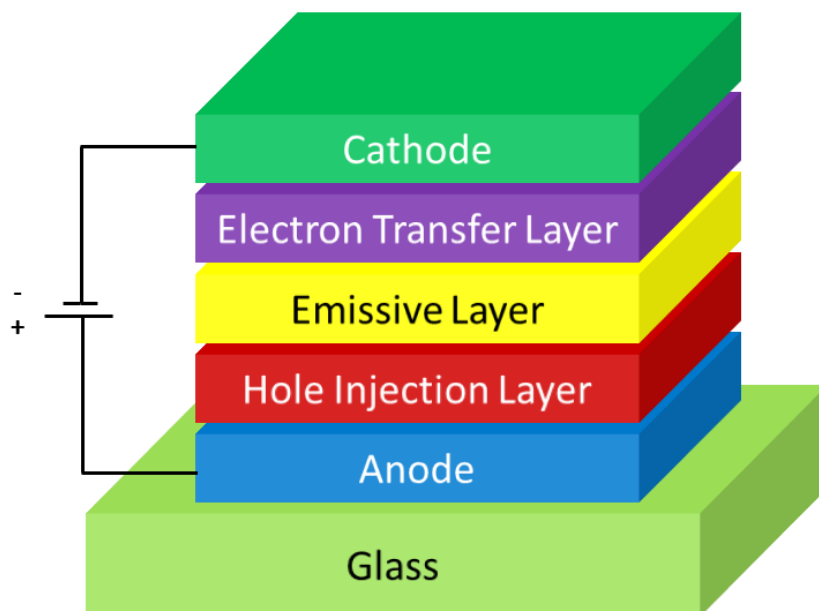 Cathode
Electron Transfer Layer
Emissive Layer
-
+
Hole Injection Layer
Anode
Glass